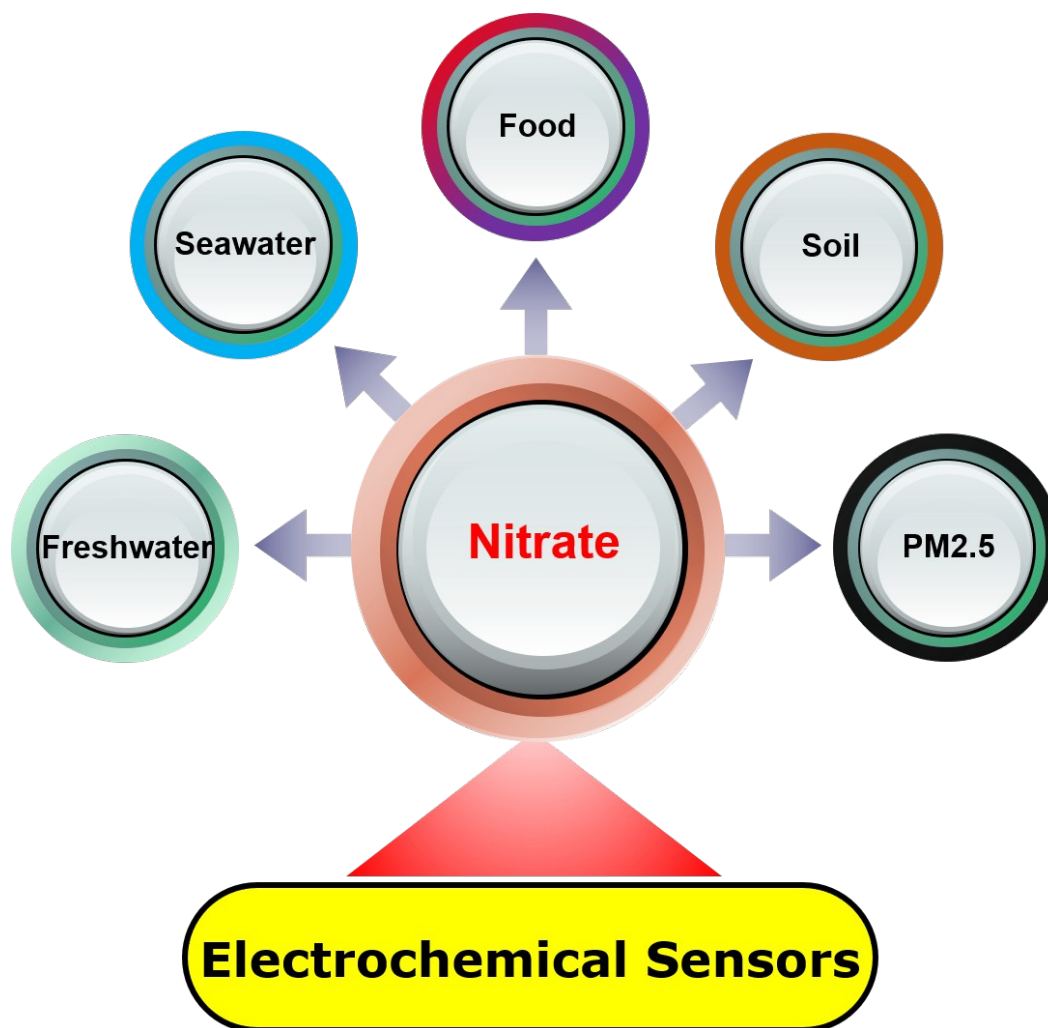 Food
Seawater
Soil
Freshwater
Nitrate
PM2.5
Electrochemical Sensors